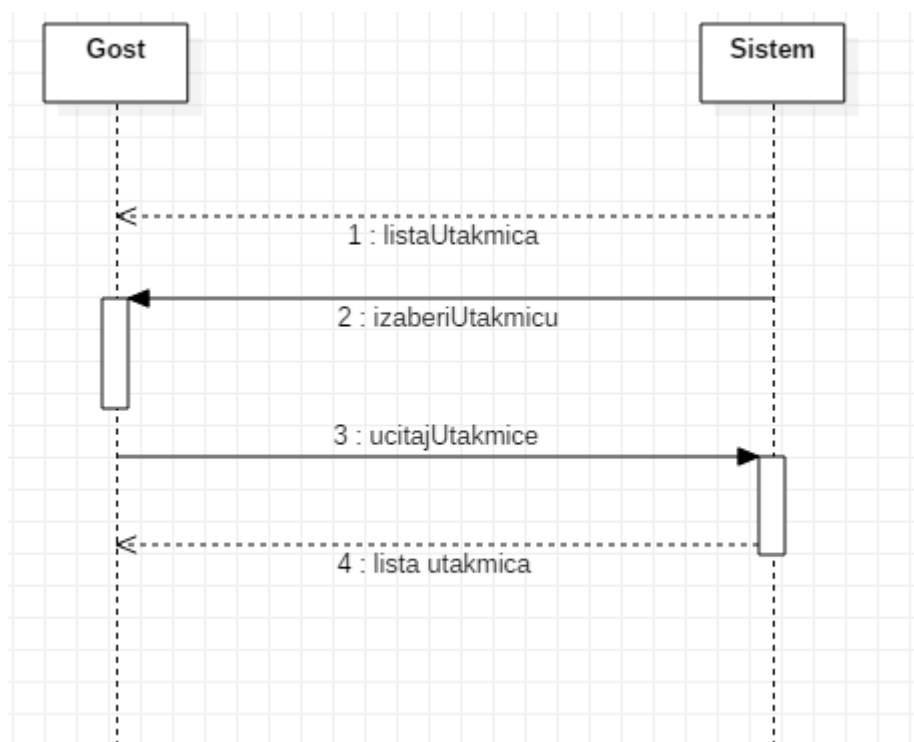 Gost
Sistem
1 : listaUtakmica
2 : izaberiUtakmicu
3 : ucitajUtakmice
4 : lista utakmica